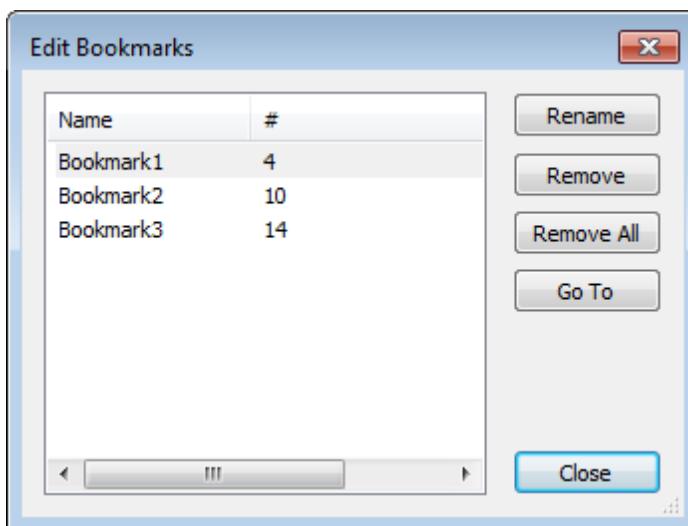 Edit Bookmarks
Name #
Bookmark1 4
Bookmark2 10
Bookmark3 14
Rename
Remove
Remove All
Go To
Close